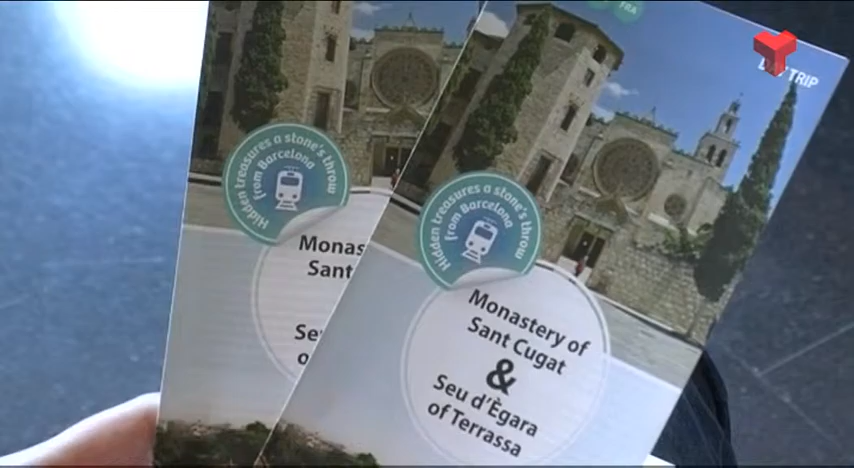 FRA
TRIP
Hidden treasures a stone's throw
from Barcelona
Monas
Sant
Se
o
Hidden treasures a stone's throw
from Barcelona
Monastery of
Sant Cugat
&
Seu d'Ègara
of Terrassa